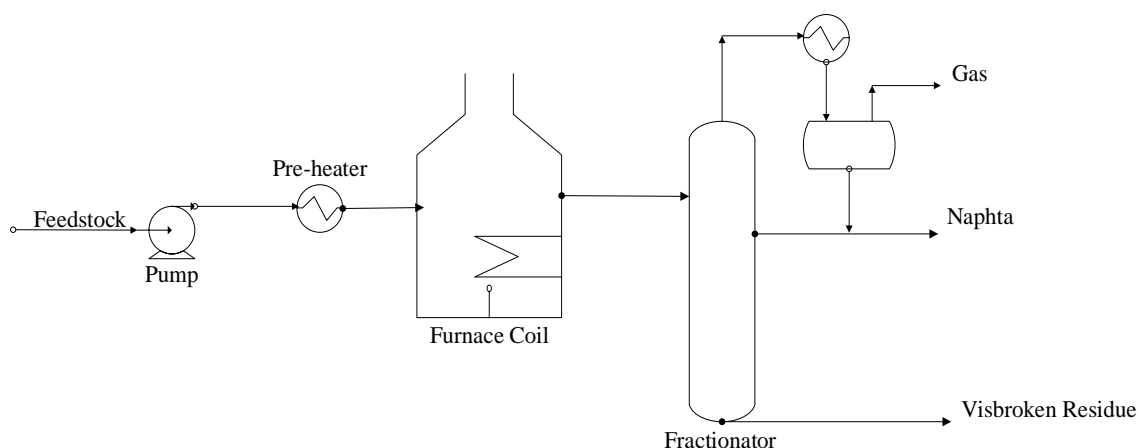 Gas
Pre-heater
Feedstock
Naphta
Pump
Furnace Coil
Visbroken Residue
Fractionator